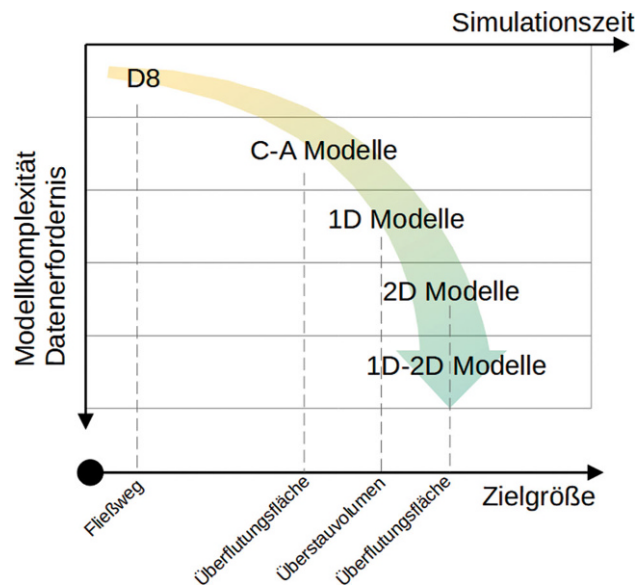 Simulationszeit
D8
C-A Modelle
1D Modelle
2D Modelle
1D-2D Modelle
Modellkomplexität
Datenerfordernis
Zielgröße
Fließweg
Überflutungsfläche
Überstauvolumen
Überflutungsfläche